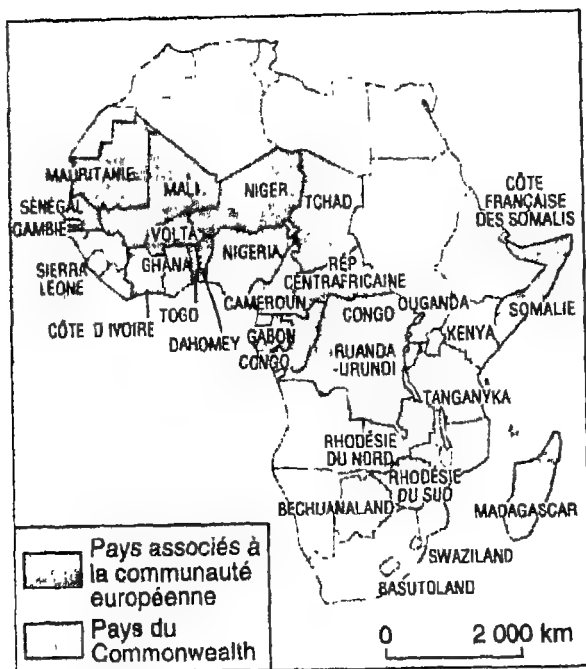 MAURITANIE
MALI
NIGER
TCHAD
CÔTE
FRANÇAISE
DES SOMALIS
SÉNÉGAL
GAMBIE
VOLTA
NIGERIA
GHANA
SIERRA
LEONE
RÉP
CENTRAFRICAINE
CAMEROUN
CONGO
OUGANDA
SOMALIE
CÔTE D'IVOIRE
TOGO
DAHOMEY
GABON
KENYA
CONGO
RUANDA
-URUNDI
TANGANYKA
RHODÉSIE
DU NORD
RHODÉSIE
DU SUD
BECHUANALAND
MADAGASCAR
SWAZILAND
BASUTOLAND
Pays associés à
la communauté
européenne
Pays du
Commonwealth
0 2 000 km